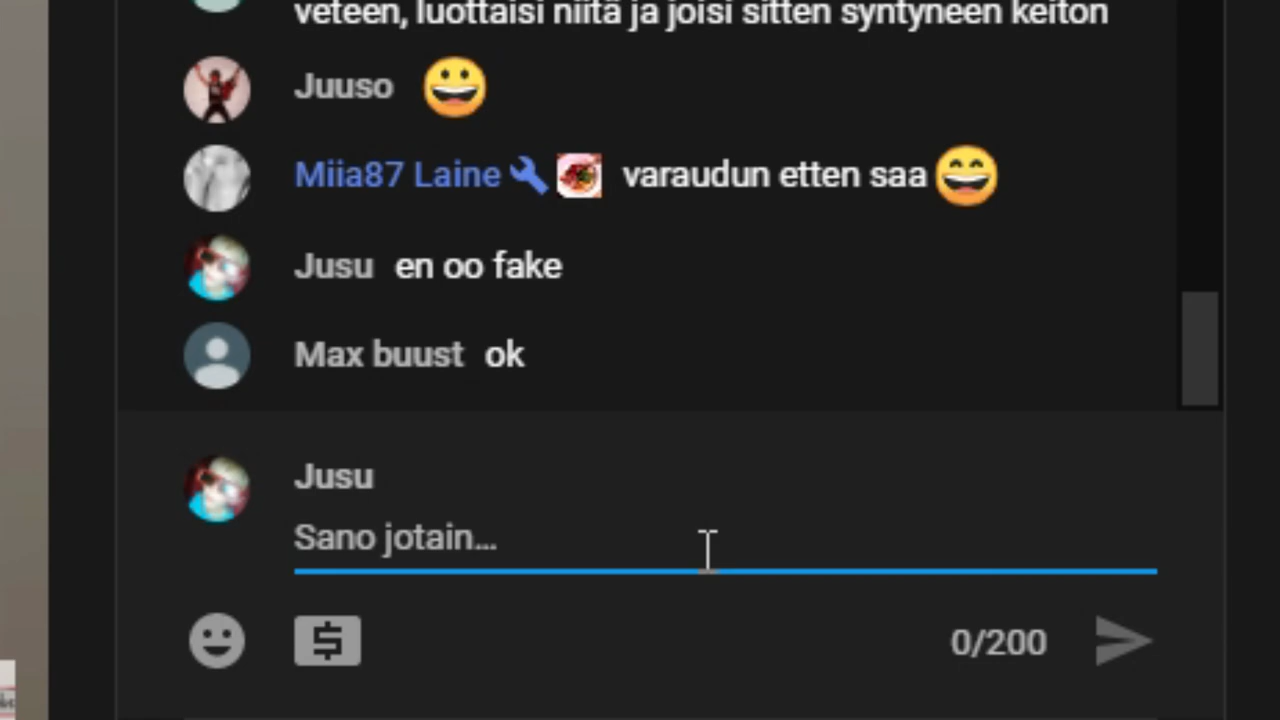 veteen, luottaisi niitä ja joisi sitten syntyneen keiton
Juuso 😀
Miia87 Laine varaudun etten saa 😄
Jusu en oo fake
Max buust ok
Jusu
Sano jotain...
0/200